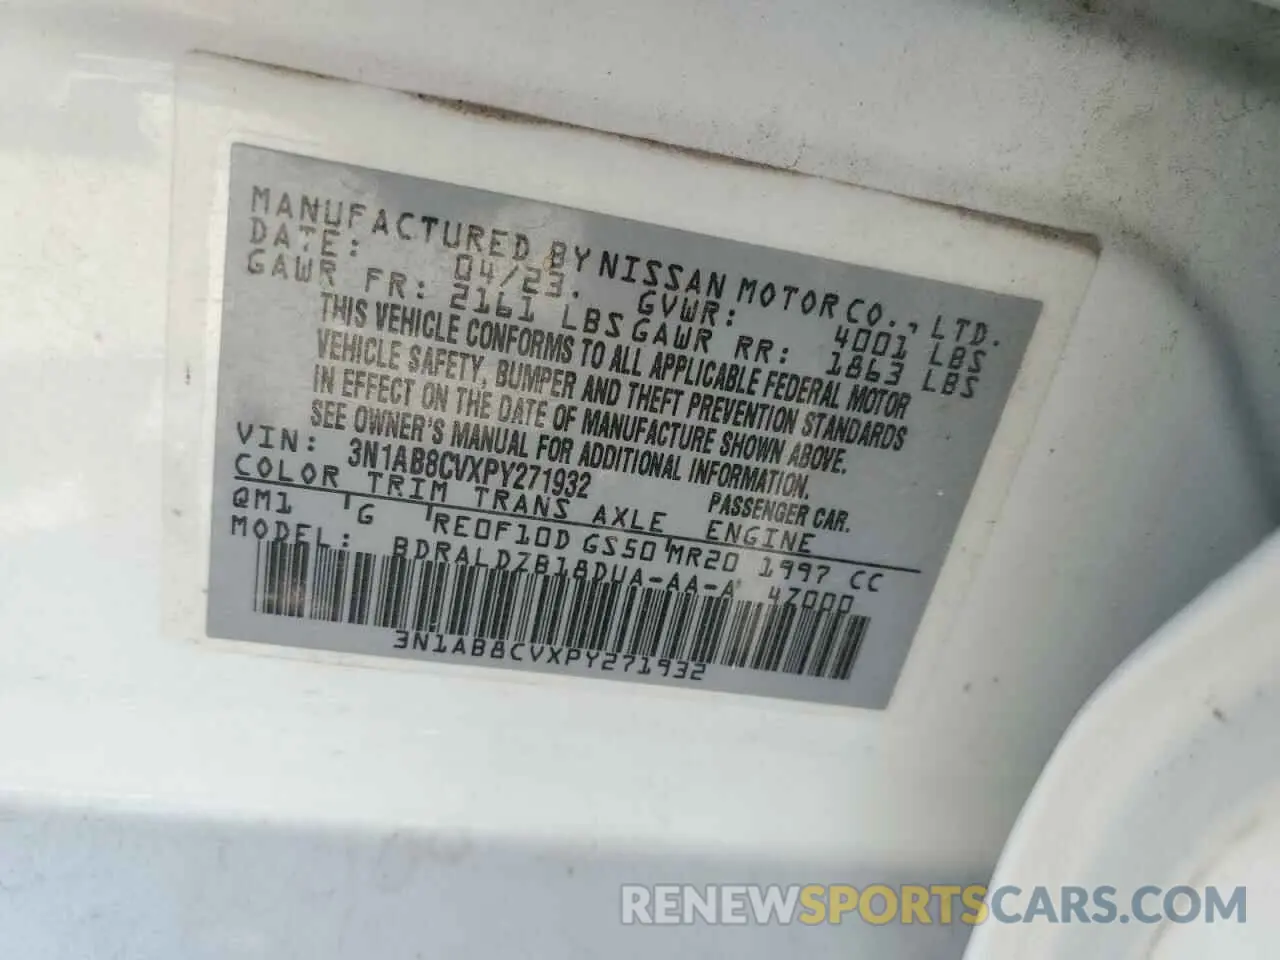 MANUFACTURED BY NISSAN MOTOR CO., LTD.
DATE: 04/23. GVWR: 4001 LBS
GAWR FR: 2161 LBS GAWR RR: 1863 LBS
THIS VEHICLE CONFORMS TO ALL APPLICABLE FEDERAL MOTOR
VEHICLE SAFETY, BUMPER AND THEFT PREVENTION STANDARDS
IN EFFECT ON THE DATE OF MANUFACTURE SHOWN ABOVE.
SEE OWNER'S MANUAL FOR ADDITIONAL INFORMATION.
VIN: 3N1AB8CVXPY271932 PASSENGER CAR.
COLOR TRIM TRANS AXLE ENGINE
QM1 G RE0F10D GS50 MR20 1997 CC
MODEL: BDRALDZB18DUA-AA-A 4Z000
3N1AB8CVXPY271932
RENEWSPORTSCARS.COM